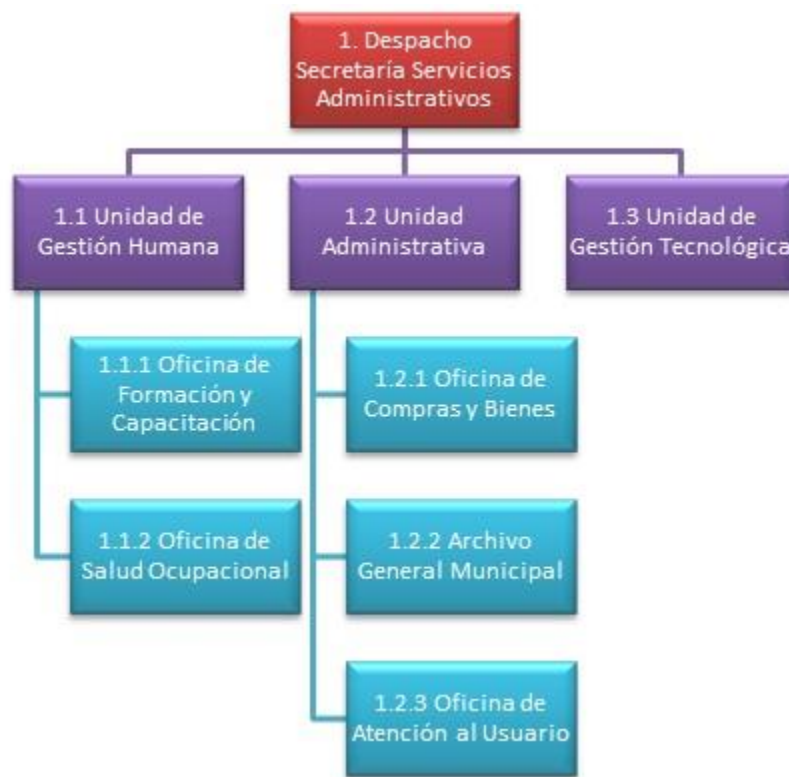 1. Despacho
Secretaría Servicios
Administrativos
1.1 Unidad de
Gestión Humana
1.2 Unidad
Administrativa
1.3 Unidad de
Gestión Tecnológica
1.1.1 Oficina de
Formación y
Capacitación
1.2.1 Oficina de
Compras y Bienes
1.1.2 Oficina de
Salud Ocupacional
1.2.2 Archivo
General Municipal
1.2.3 Oficina de
Atención al Usuario